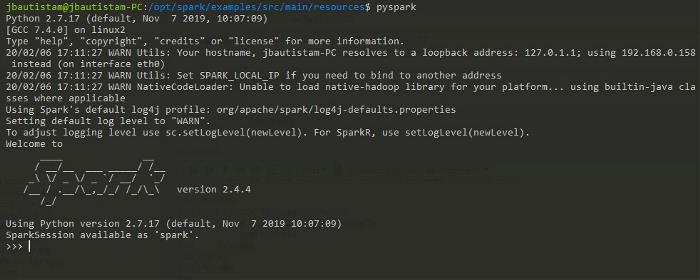 jbautistam@jbautistam-PC:/opt/spark/examples/src/main/resources$ pyspark
Python 2.7.17 (default, Nov  7 2019, 10:07:09)
[GCC 7.4.0] on linux2
Type "help", "copyright", "credits" or "license" for more information.
20/02/06 17:11:27 WARN Utils: Your hostname, jbautistam-PC resolves to a loopback address: 127.0.1.1; using 192.168.0.158
 instead (on interface eth0)
20/02/06 17:11:27 WARN Utils: Set SPARK_LOCAL_IP if you need to bind to another address
20/02/06 17:11:27 WARN NativeCodeLoader: Unable to load native-hadoop library for your platform... using builtin-java cla
sses where applicable
Using Spark's default log4j profile: org/apache/spark/log4j-defaults.properties
Setting default log level to "WARN".
To adjust logging level use sc.setLogLevel(newLevel). For SparkR, use setLogLevel(newLevel).
Welcome to
Spark
version 2.4.4
Using Python version 2.7.17 (default, Nov  7 2019 10:07:09)
SparkSession available as 'spark'.
>>>